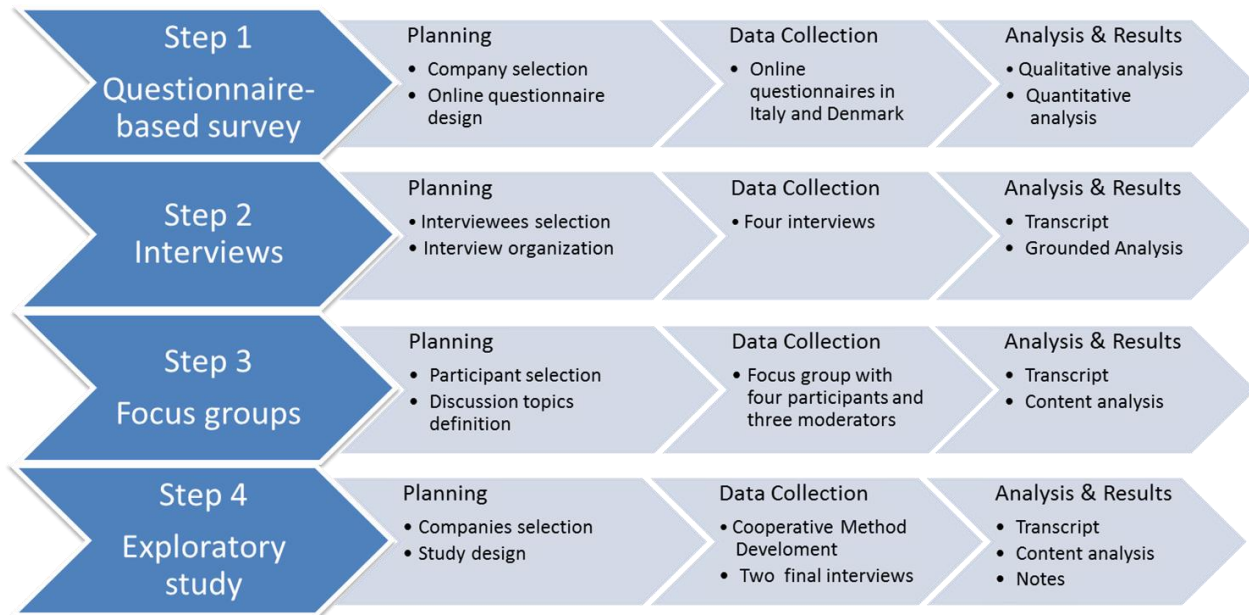 Step 1
Questionnaire-
based survey
Planning
• Company selection
• Online questionnaire
design
Data Collection
• Online
questionnaires in
Italy and Denmark
Analysis & Results
• Qualitative analysis
• Quantitative
analysis
Step 2
Interviews
Planning
• Interviewees selection
• Interview organization
Data Collection
• Four interviews
Analysis & Results
• Transcript
• Grounded Analysis
Step 3
Focus groups
Planning
• Participant selection
• Discussion topics
definition
Data Collection
• Focus group with
four participants and
three moderators
Analysis & Results
• Transcript
• Content analysis
Step 4
Exploratory
study
Planning
• Companies selection
• Study design
Data Collection
• Cooperative Method
Develoment
• Two final interviews
Analysis & Results
• Transcript
• Content analysis
• Notes